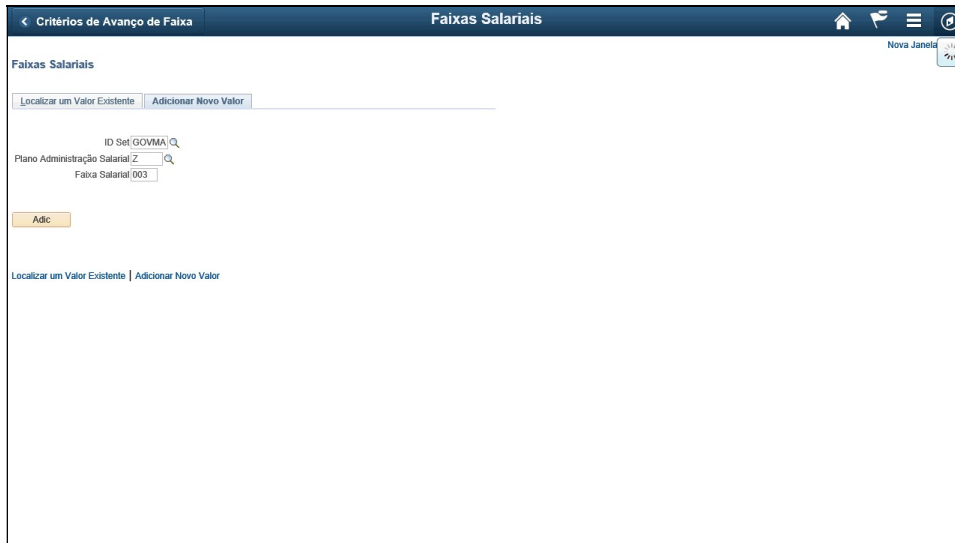 Critérios de Avanço de Faixa
Faixas Salariais
Nova Janela
Faixas Salariais
Localizar um Valor Existente
Adicionar Novo Valor
ID Set GOVMA
Plano Administração Salarial Z
Faixa Salarial 003
Adic
Localizar um Valor Existente | Adicionar Novo Valor